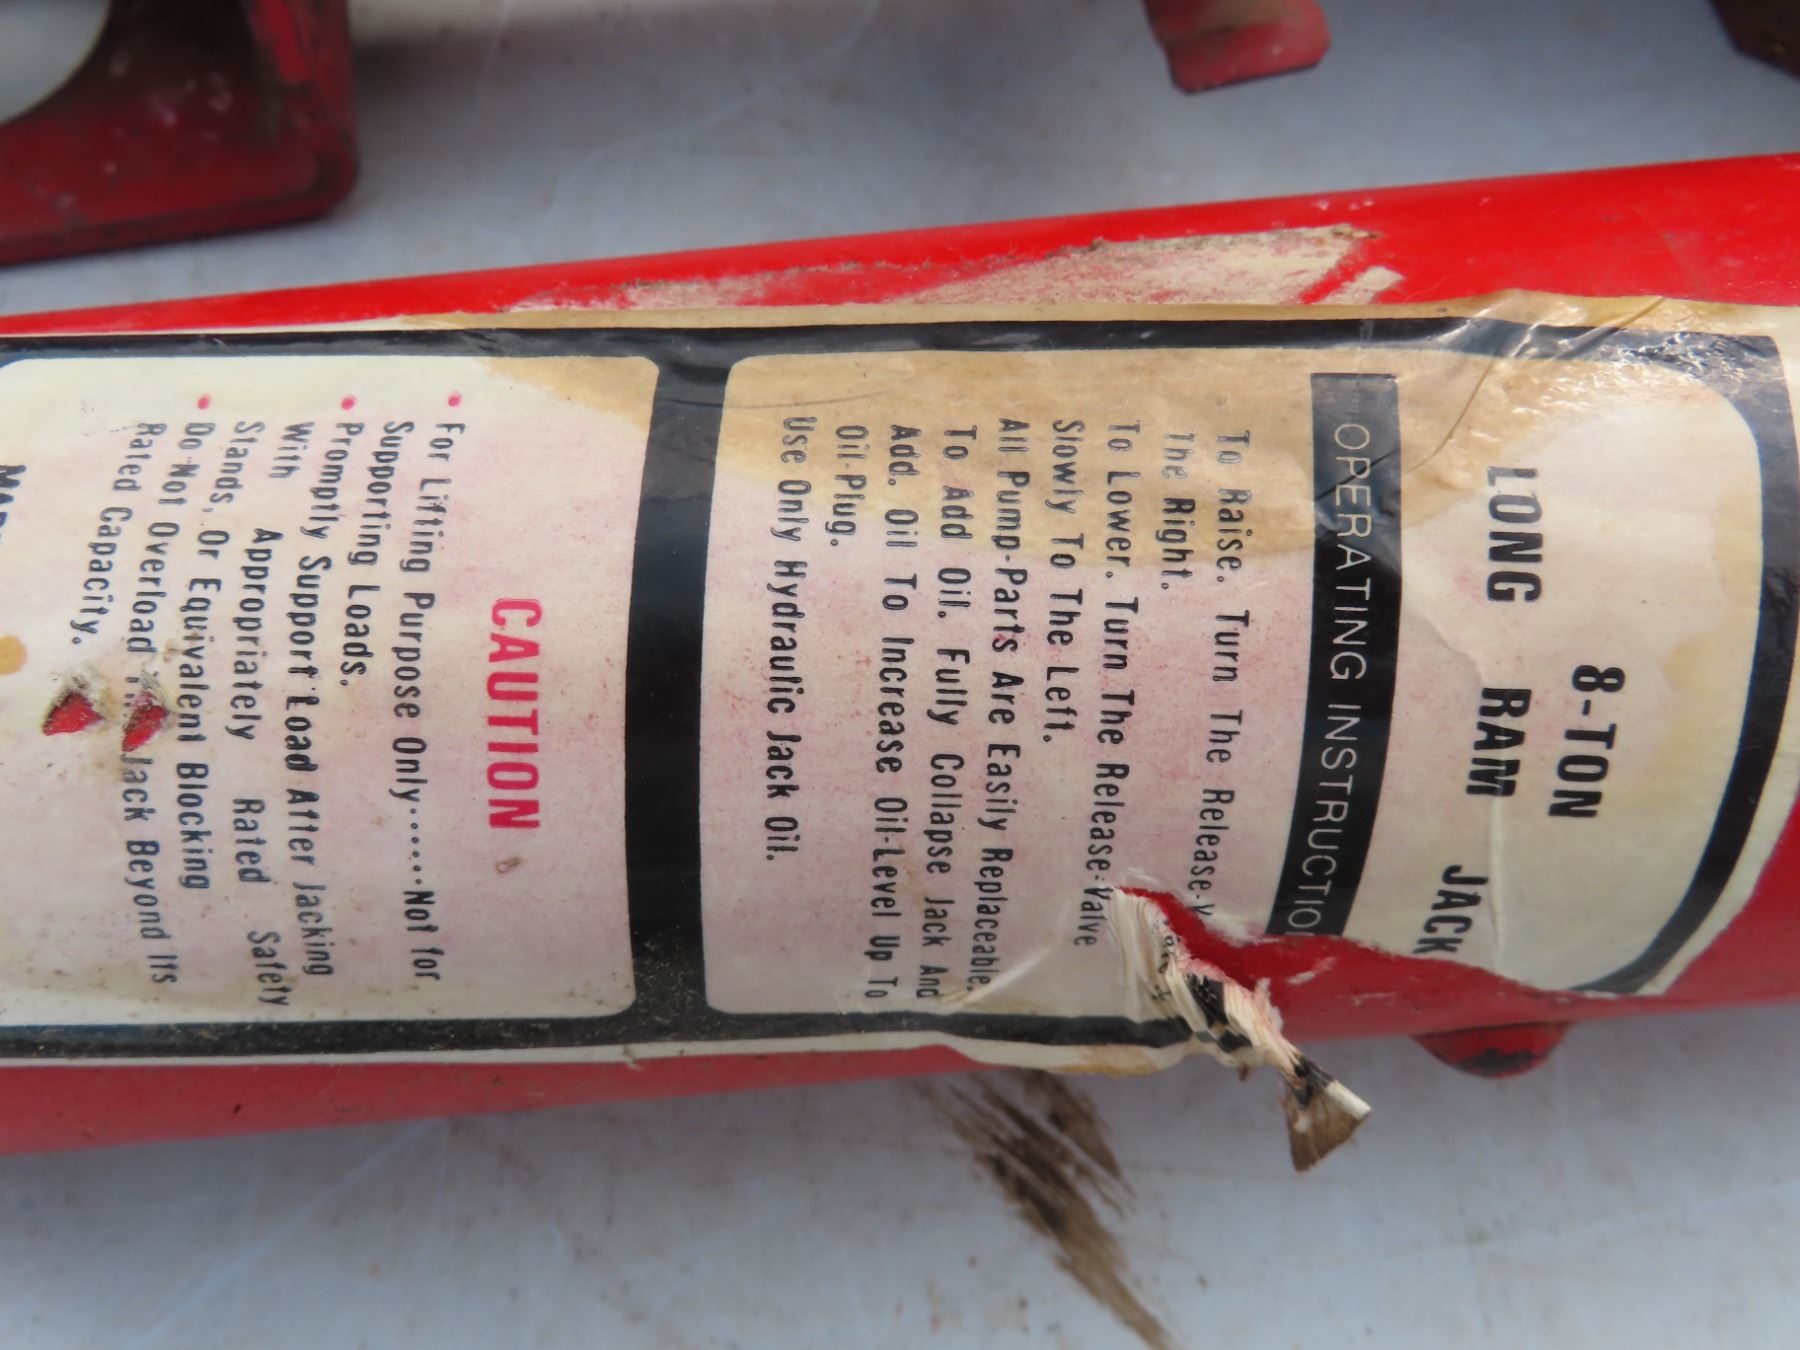 8-TON
LONG RAM JACK
OPERATING INSTRUCTIO
To Raise. Turn The Release-V
The Right.
To Lower. Turn The Release-Valve
Slowly To The Left.
All Pump-Parts Are Easily Replaceable.
To Add Oil. Fully Collapse Jack And
Add. Oil To Increase Oil-Level Up To
Oil-Plug.
Use Only Hydraulic Jack Oil.
CAUTION
• For Lifting Purpose Only......Not for
Supporting Loads.
• Promptly Support Load After Jacking
With Appropriately Rated Safety
Stands, Or Equivalent Blocking
• Do Not Overload Jack Beyond Its
Rated Capacity.